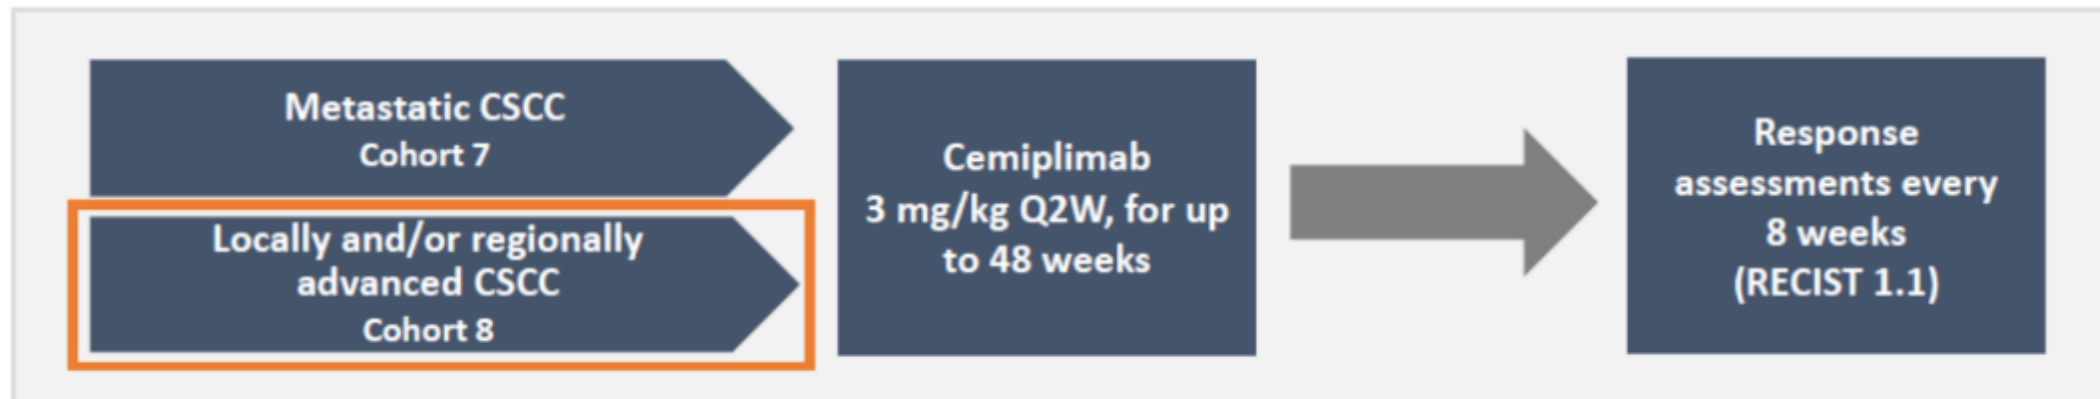 Metastatic CSCC
Cohort 7
Locally and/or regionally
advanced CSCC
Cohort 8
Cemiplimab
3 mg/kg Q2W, for up
to 48 weeks
Response
assessments every
8 weeks
(RECIST 1.1)